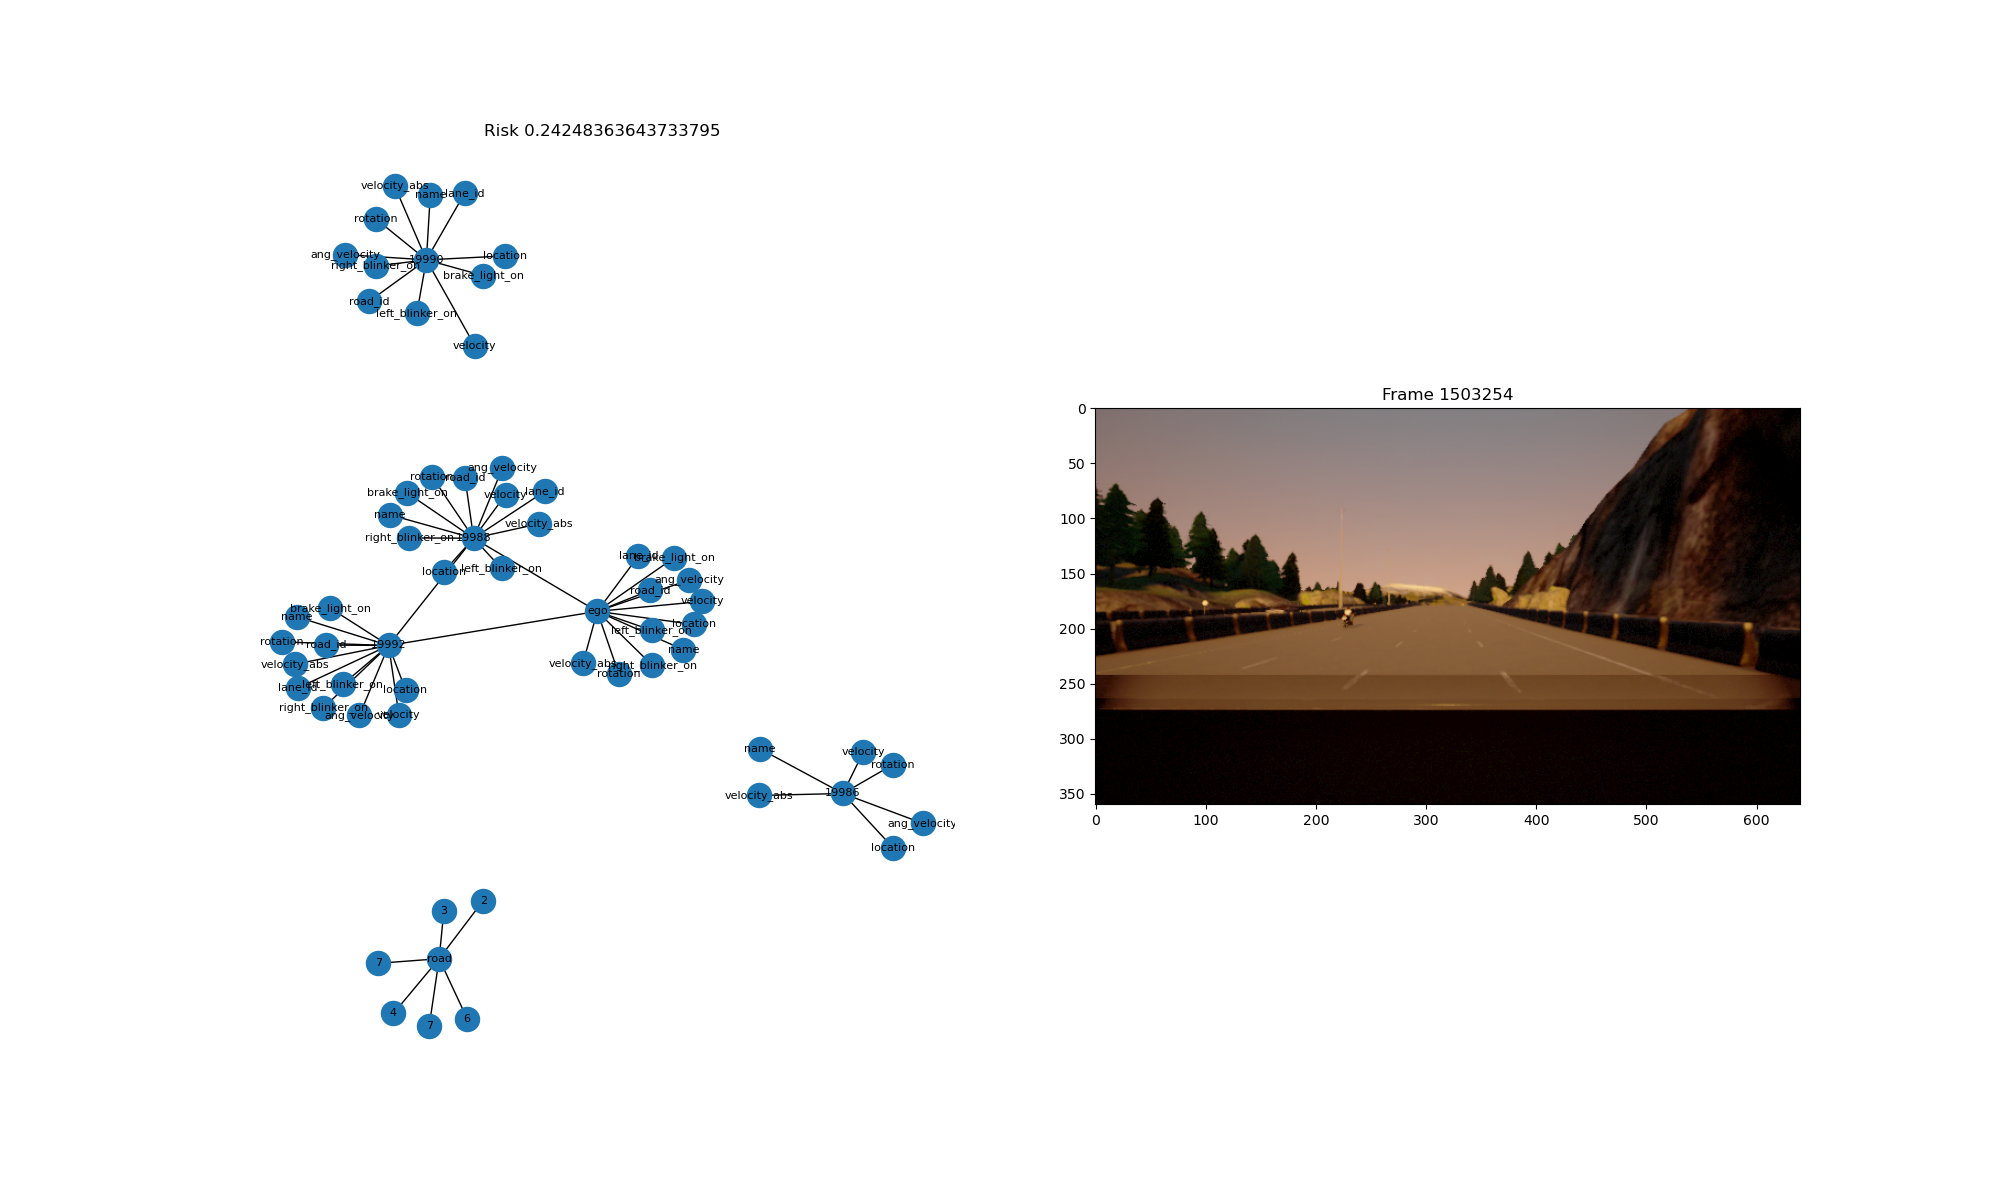 Risk 0.24248363643733795
velocity_abs
name
lane_id
rotation
ang_velocity
right_blinker_on
19990
location
brake_light_on
road_id
left_blinker_on
velocity
rotation
road_id
ang_velocity
brake_light_on
velocity
lane_id
name
velocity_abs
right_blinker_on
19988
location
left_blinker_on
lane_id
brake_light_on
ang_velocity
road_id
velocity
ego
location
left_blinker_on
name
velocity_abs
right_blinker_on
rotation
brake_light_on
name
rotation
road_id
19992
velocity_abs
lane_id
left_blinker_on
location
right_blinker_on
ang_velocity
velocity
name
velocity
rotation
velocity_abs
19986
ang_velocity
location
3
2
7
road
4
7
6
Frame 1503254
0
50
100
150
200
250
300
350
0
100
200
300
400
500
600